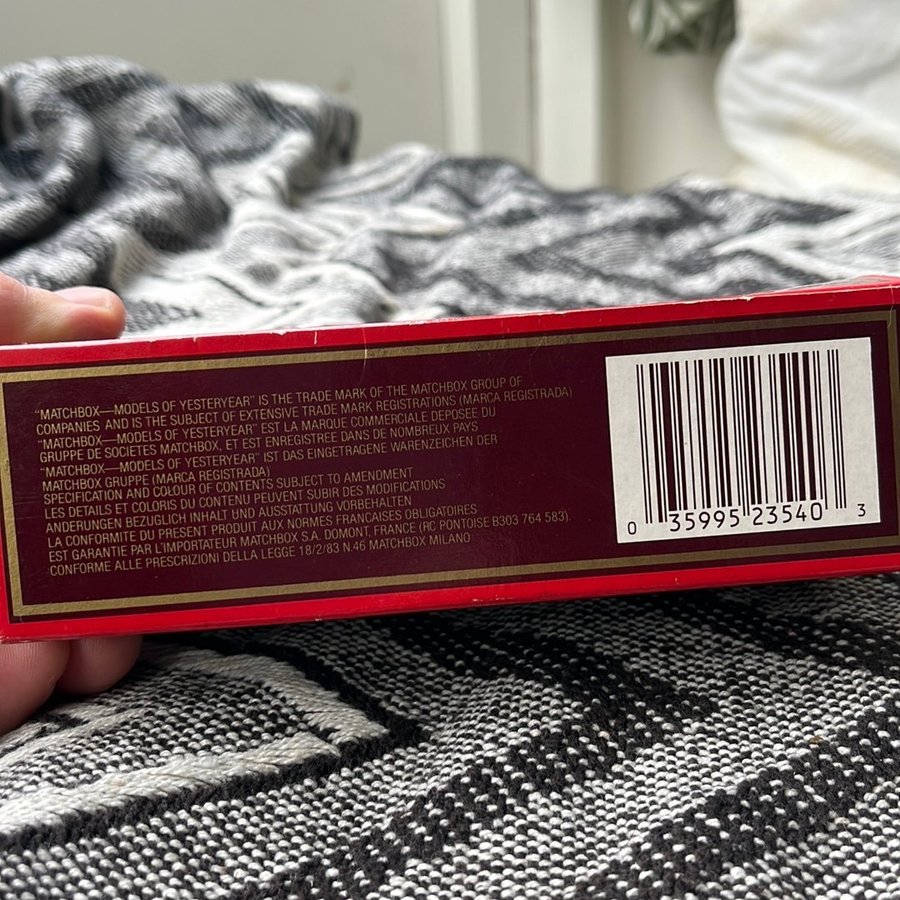 "MATCHBOX—MODELS OF YESTERYEAR" IS THE TRADE MARK OF THE MATCHBOX GROUP OF
COMPANIES AND IS THE SUBJECT OF EXTENSIVE TRADE MARK REGISTRATIONS (MARCA REGISTRADA)
"MATCHBOX—MODELS OF YESTERYEAR" EST LA MARQUE COMMERCIALE DEPOSEE DU
GRUPPE DE SOCIETES MATCHBOX, ET EST ENREGISTREE DANS DE NOMBREUX PAYS
"MATCHBOX—MODELS OF YESTERYEAR" IST DAS EINGETRAGENE WARENZEICHEN DER
MATCHBOX GRUPPE (MARCA REGISTRADA)
SPECIFICATION AND COLOUR OF CONTENTS SUBJECT TO AMENDMENT
LES DETAILS ET COLORIS DU CONTENU PEUVENT SUBIR DES MODIFICATIONS
ANDERUNGEN BEZUGLICH INHALT UND AUSSTATTUNG VORBEHALTEN
LA CONFORMITE DU PRESENT PRODUIT AUX NORMES FRANCAISES OBLIGATOIRES
EST GARANTIE PAR L'IMPORTATEUR MATCHBOX S.A. DOMONT, FRANCE (RC PONTOISE B303 764 583).
CONFORME ALLE PRESCRIZIONI DELLA LEGGE 18/2/83 N.46 MATCHBOX MILANO
0 35995 23540 3